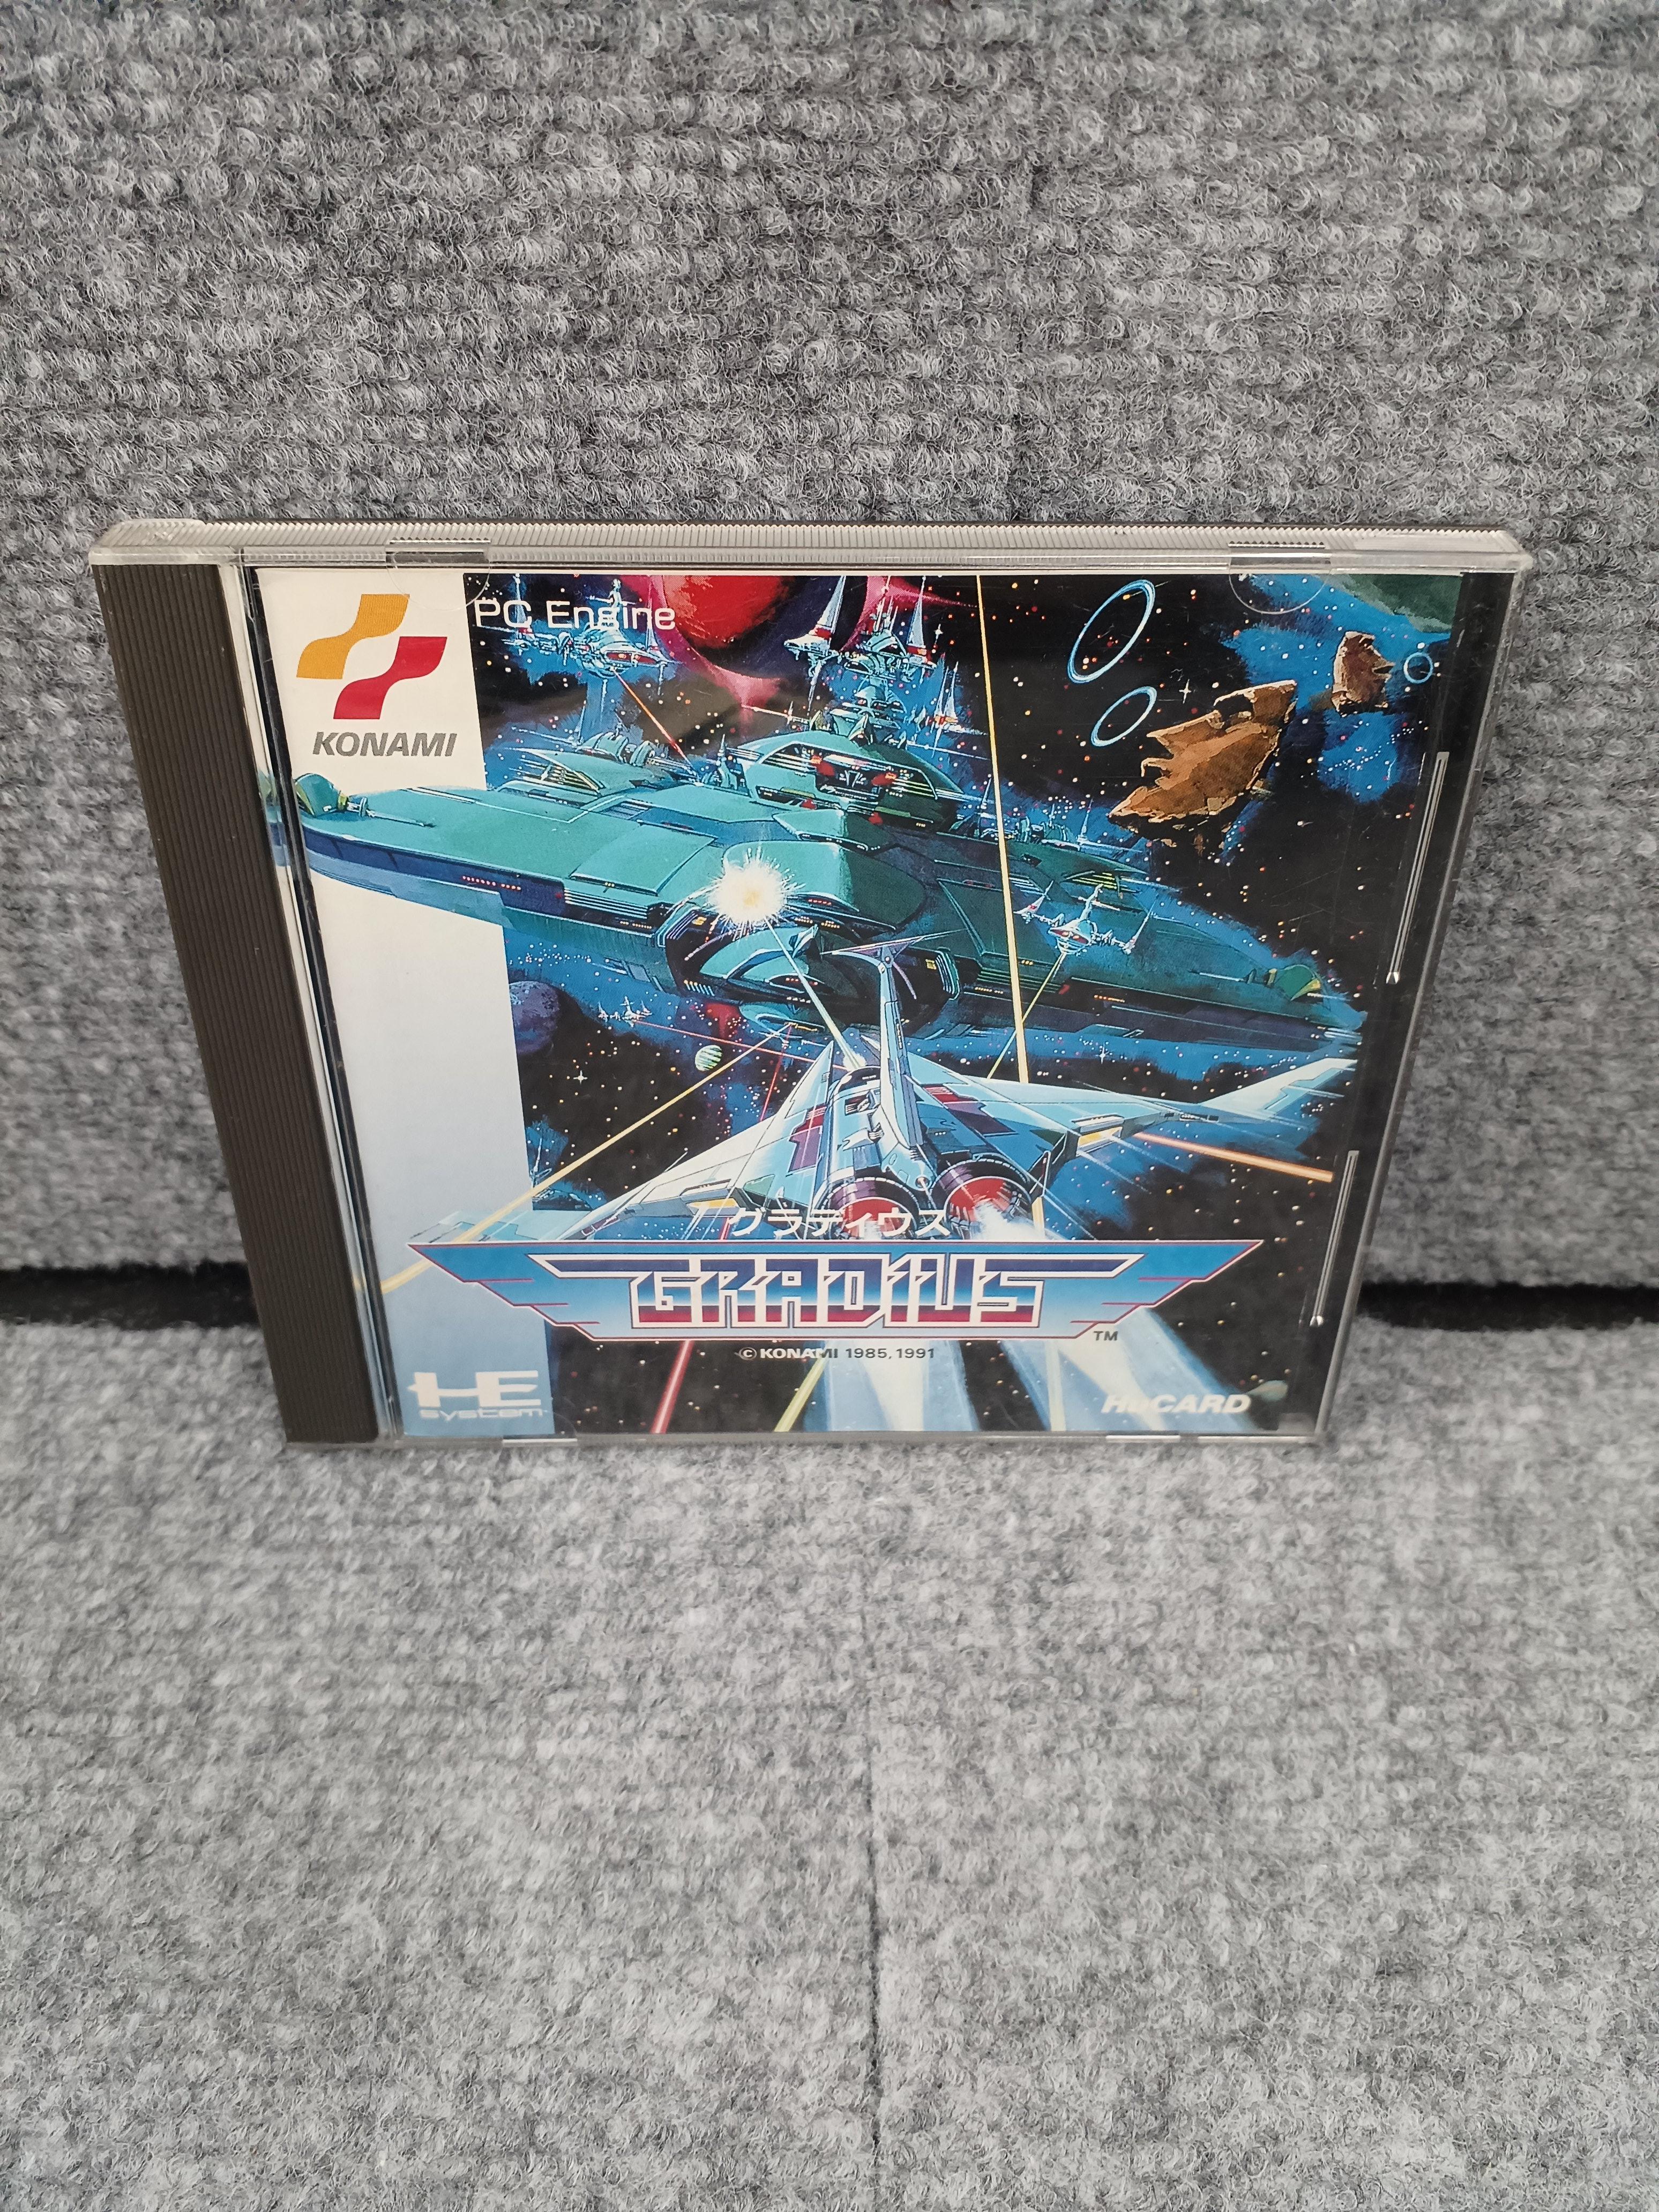 PC Engine
KONAMI
グラディウス
GRADIUS
TM
© KONAMI 1985, 1991
HE
system
HuCARD